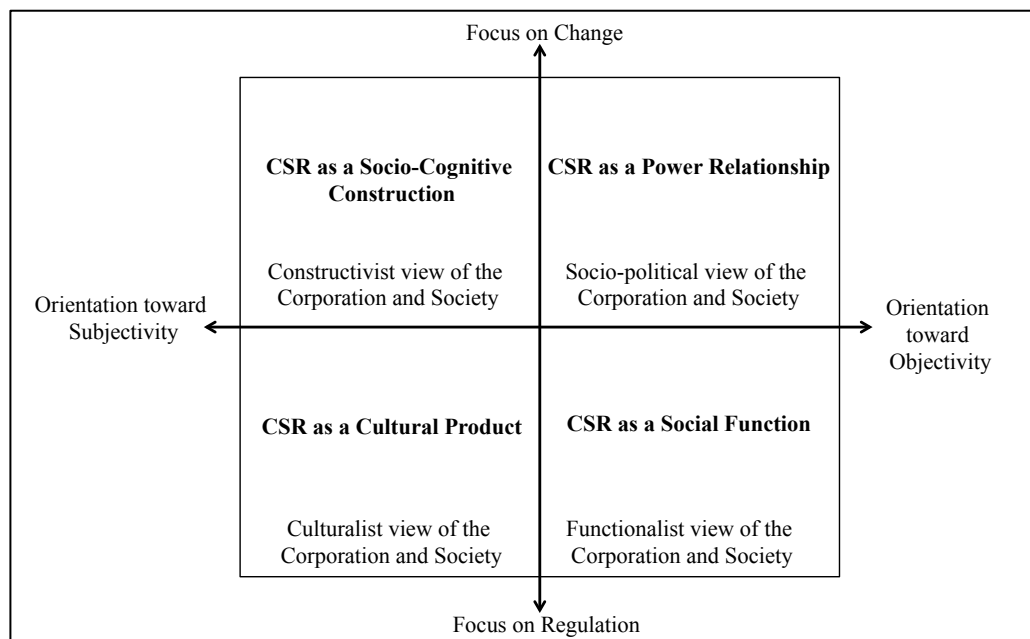 Focus on Change
CSR as a Socio-Cognitive
Construction
CSR as a Power Relationship
Constructivist view of the
Corporation and Society
Socio-political view of the
Corporation and Society
Orientation toward
Subjectivity
Orientation
toward
Objectivity
CSR as a Cultural Product
CSR as a Social Function
Culturalist view of the
Corporation and Society
Functionalist view of the
Corporation and Society
Focus on Regulation